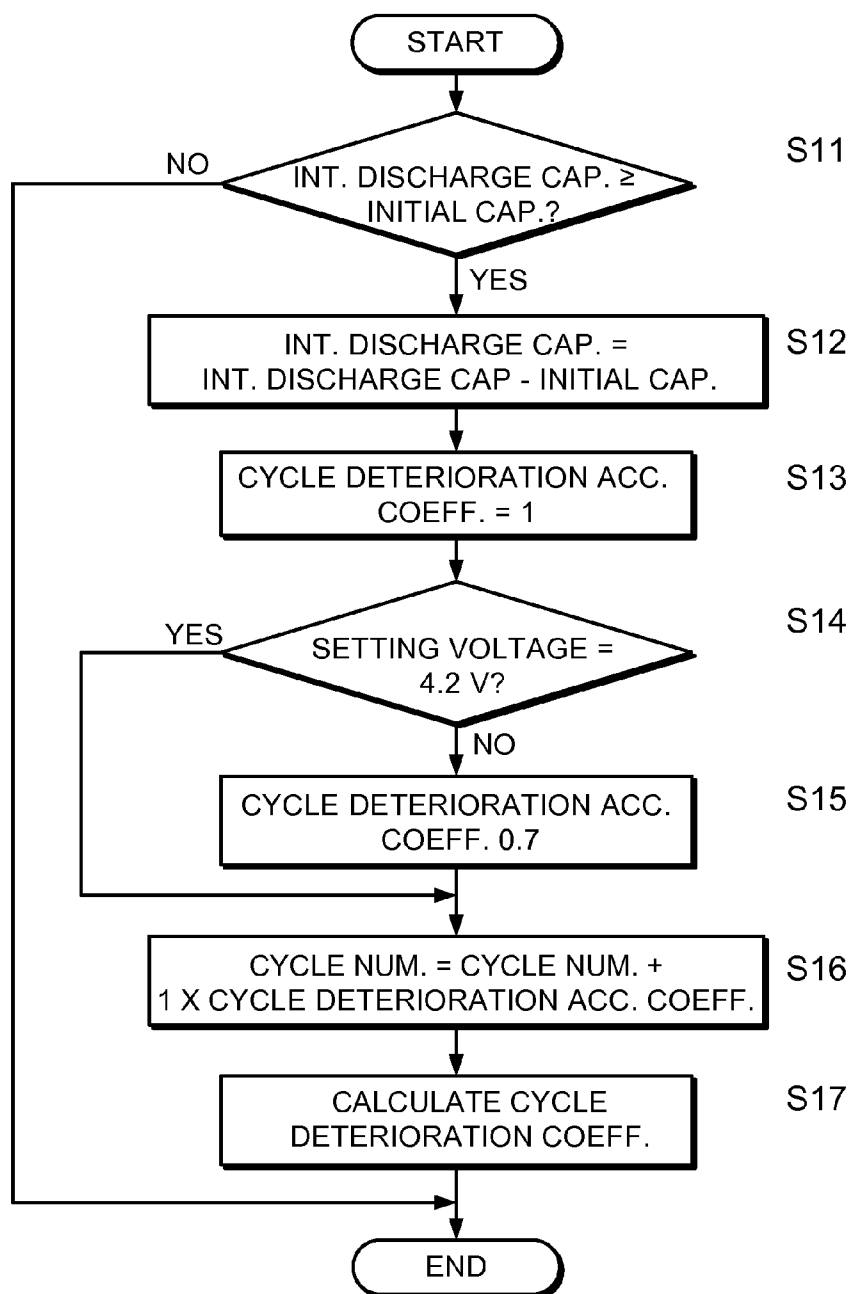 START
S11
NO
INT. DISCHARGE CAP. ≥
INITIAL CAP.?
YES
S12
INT. DISCHARGE CAP. =
INT. DISCHARGE CAP - INITIAL CAP.
S13
CYCLE DETERIORATION ACC.
COEFF. = 1
S14
YES
SETTING VOLTAGE =
4.2 V?
NO
S15
CYCLE DETERIORATION ACC.
COEFF. 0.7
S16
CYCLE NUM. = CYCLE NUM. +
1 X CYCLE DETERIORATION ACC. COEFF.
S17
CALCULATE CYCLE
DETERIORATION COEFF.
END